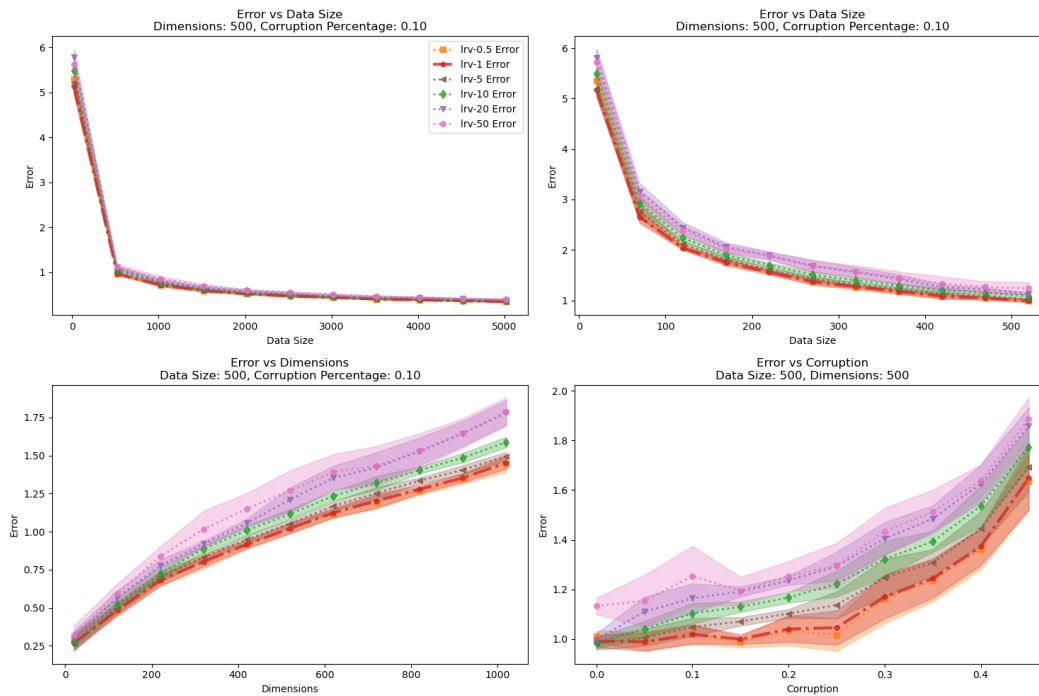 Error vs Data Size
Dimensions: 500, Corruption Percentage: 0.10
Error
6
5
4
3
2
1
0
1000
2000
3000
4000
5000
Data Size
lrv-0.5 Error
lrv-1 Error
lrv-5 Error
lrv-10 Error
lrv-20 Error
lrv-50 Error
Error vs Data Size
Dimensions: 500, Corruption Percentage: 0.10
Error
6
5
4
3
2
1
0
100
200
300
400
500
Data Size
Error vs Dimensions
Data Size: 500, Corruption Percentage: 0.10
Error
1.75
1.50
1.25
1.00
0.75
0.50
0.25
0
200
400
600
800
1000
Dimensions
Error vs Corruption
Data Size: 500, Dimensions: 500
Error
2.0
1.8
1.6
1.4
1.2
1.0
0.0
0.1
0.2
0.3
0.4
Corruption